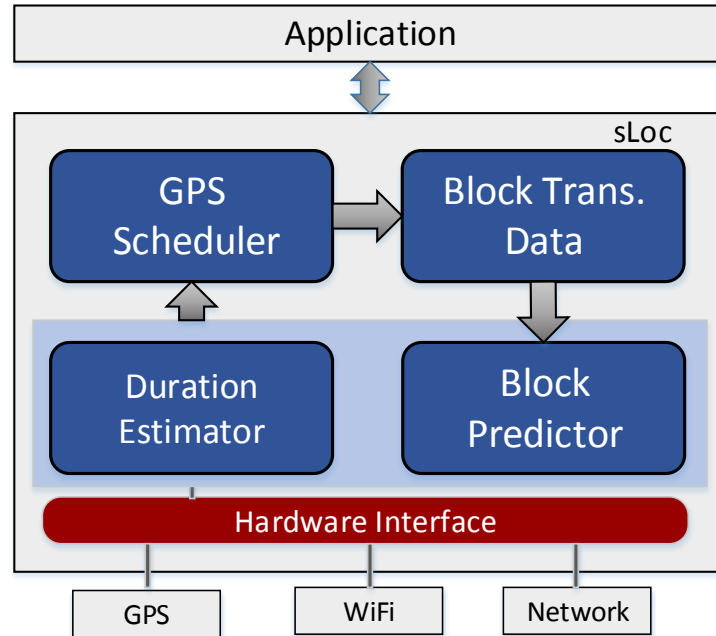 Application
sLoc
GPS
Scheduler
Block Trans.
Data
Duration
Estimator
Block
Predictor
Hardware Interface
GPS
WiFi
Network